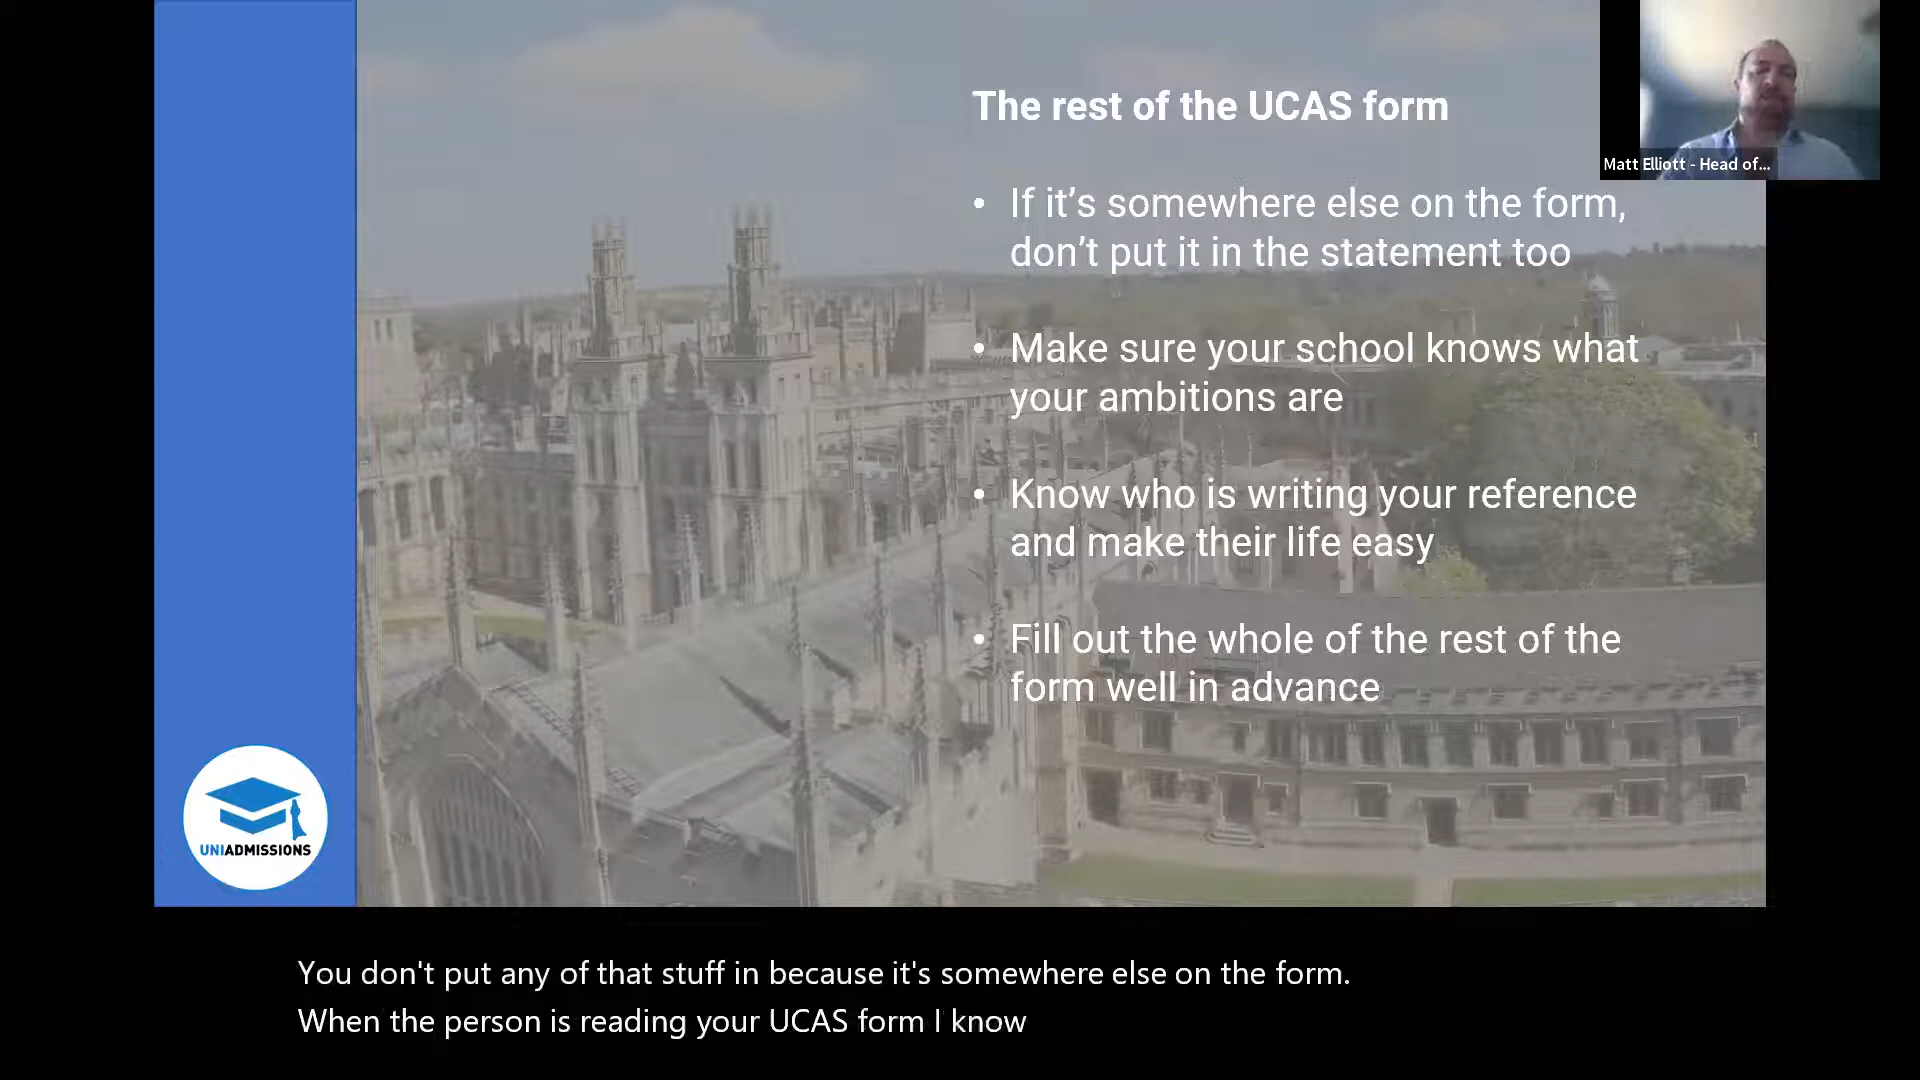 The rest of the UCAS form
Matt Elliott - Head of...
• If it’s somewhere else on the form,
don’t put it in the statement too
• Make sure your school knows what
your ambitions are
• Know who is writing your reference
and make their life easy
• Fill out the whole of the rest of the
form well in advance
UNIADMISSIONS
You don't put any of that stuff in because it's somewhere else on the form.
When the person is reading your UCAS form I know